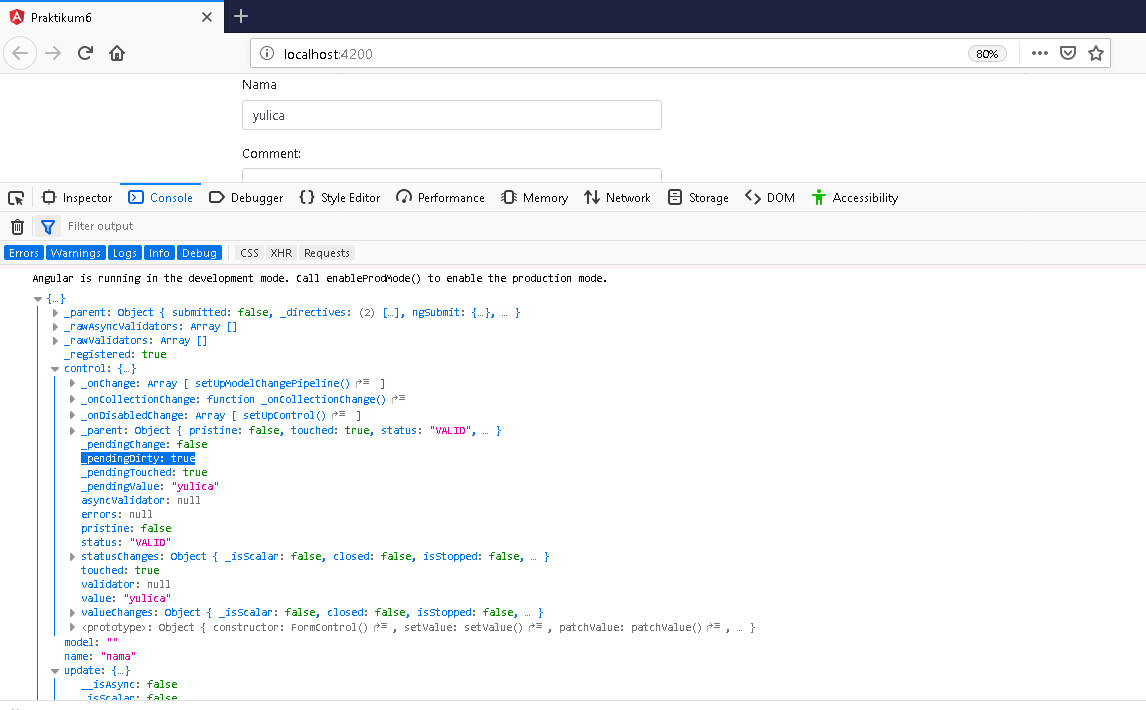 Praktikum6
localhost:4200 80%
Nama
yulica
Comment:
Inspector Console Debugger Style Editor Performance Memory Network Storage DOM Accessibility
Filter output
Errors Warnings Logs Info Debug CSS XHR Requests
Angular is running in the development mode. Call enableProdMode() to enable the production mode.
{…}
_parent: Object { submitted: false, _directives: (2) […], ngSubmit: {…}, … }
_rawAsyncValidators: Array []
_rawValidators: Array []
_registered: true
control: {…}
_onChange: Array [ setUpModelChangePipeline() ]
_onCollectionChange: function _onCollectionChange()
_onDisabledChange: Array [ setUpControl() ]
_parent: Object { pristine: false, touched: true, status: "VALID", … }
_pendingChange: false
_pendingDirty: true
_pendingTouched: true
_pendingValue: "yulica"
asyncValidator: null
errors: null
pristine: false
status: "VALID"
statusChanges: Object { _isScalar: false, closed: false, isStopped: false, … }
touched: true
validator: null
value: "yulica"
valueChanges: Object { _isScalar: false, closed: false, isStopped: false, … }
<prototype>: Object { constructor: FormControl() , setValue: setValue() , patchValue: patchValue() , … }
model: ""
name: "nama"
update: {…}
__isAsync: false
_isScalar: false